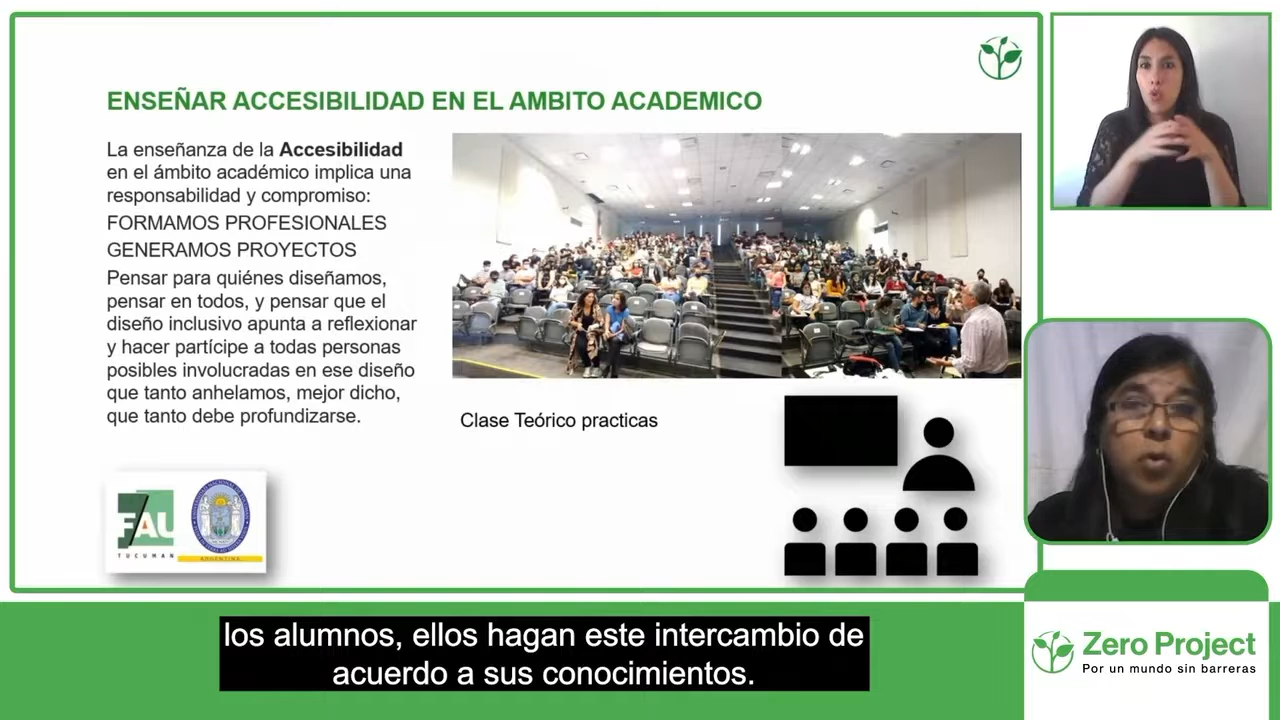 ENSEÑAR ACCESIBILIDAD EN EL AMBITO ACADEMICO
La enseñanza de la Accesibilidad
en el ámbito académico implica una
responsabilidad y compromiso:
FORMAMOS PROFESIONALES
GENERAMOS PROYECTOS
Pensar para quiénes diseñamos,
pensar en todos, y pensar que el
diseño inclusivo apunta a reflexionar
y hacer partícipe a todas personas
posibles involucradas en ese diseño
que tanto anhelamos, mejor dicho,
que tanto debe profundizarse.
Clase Teórico practicas
FAU
TUCUMAN
ARGENTINA
los alumnos, ellos hagan este intercambio de
acuerdo a sus conocimientos.
Zero Project
Por un mundo sin barreras